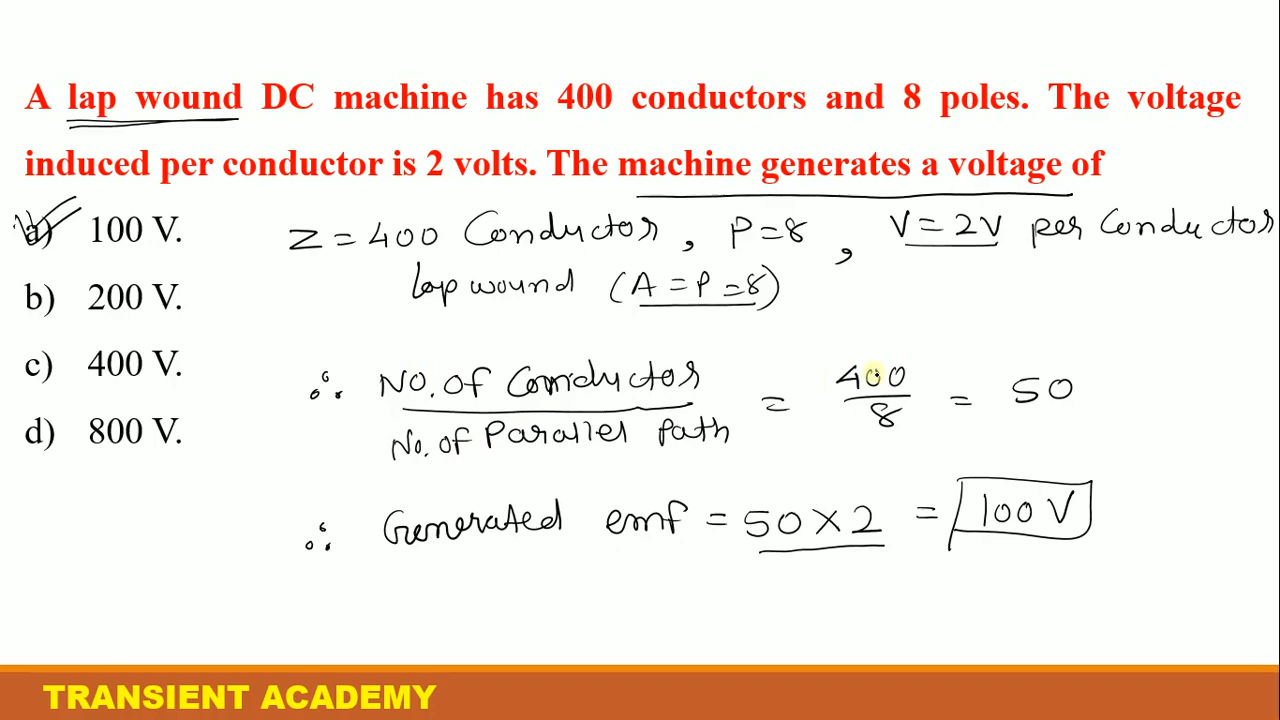 A lap wound DC machine has 400 conductors and 8 poles. The voltage
induced per conductor is 2 volts. The machine generates a voltage of
a) 100 V.
Z = 400 Conductor, P=8, V = 2V per Conductor
lap wound (A = P = 8)
b) 200 V.
c) 400 V.
∴ No. of Conductor / No. of Parallel Path = 400 / 8 = 50
d) 800 V.
∴ Generated emf = 50 × 2 = 100 V
TRANSIENT ACADEMY